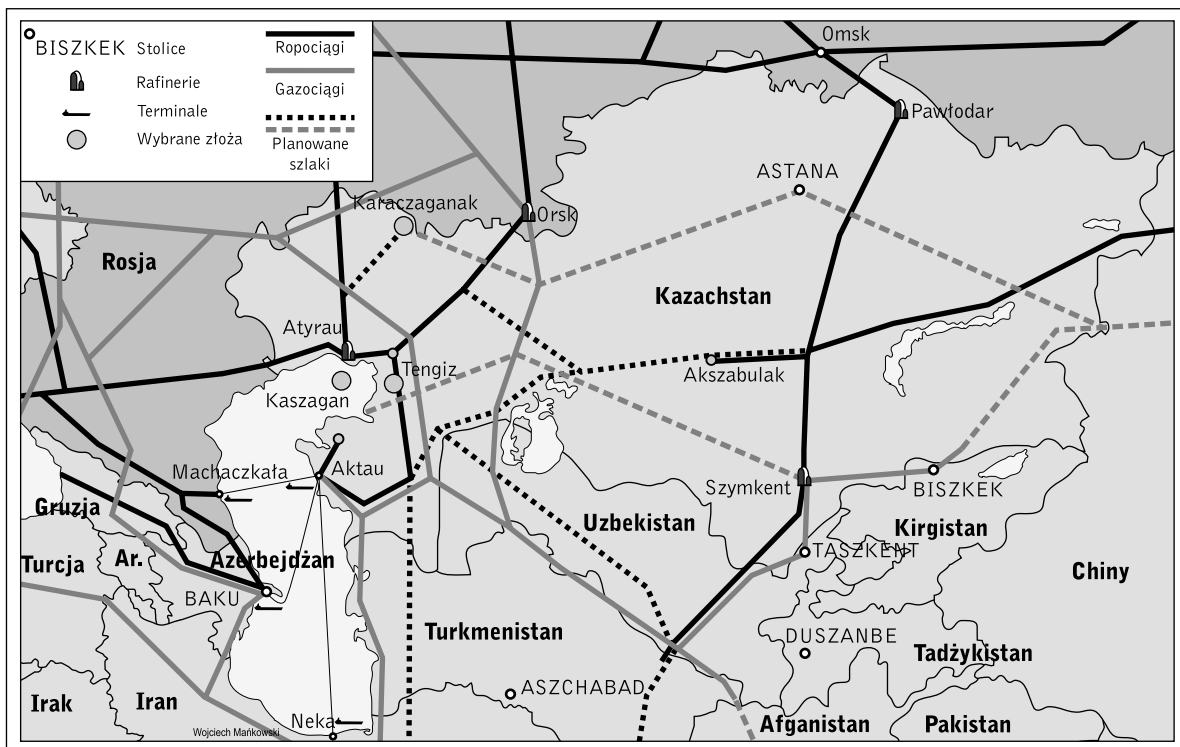 BISZKEK Stolice
Rafinerie
Terminale
Wybrane złoża
Ropociągi
Gazociągi
Planowane
szlaki
Omsk
Pawłodar
ASTANA
Karaczaganak
Orsk
Rosja
Kazachstan
Atyrau
Tengiz
Akszabulak
Kaszagan
Machaczkała
Aktau
Szymkent
BISZKEK
Gruzja
Uzbekistan
Kirgistan
Turcja
Ar.
Azerbejdżan
TASZKENT
Chiny
BAKU
Turkmenistan
DUSZANBE
Tadżykistan
Irak
Iran
ASZCHABAD
Neka
Afganistan
Pakistan
Wojciech Mańkowski